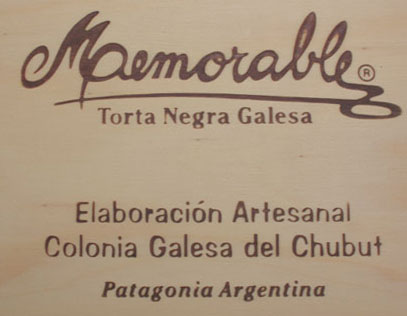 Memorable®
Torta Negra Galesa
Elaboración Artesanal
Colonia Galesa del Chubut
Patagonia Argentina